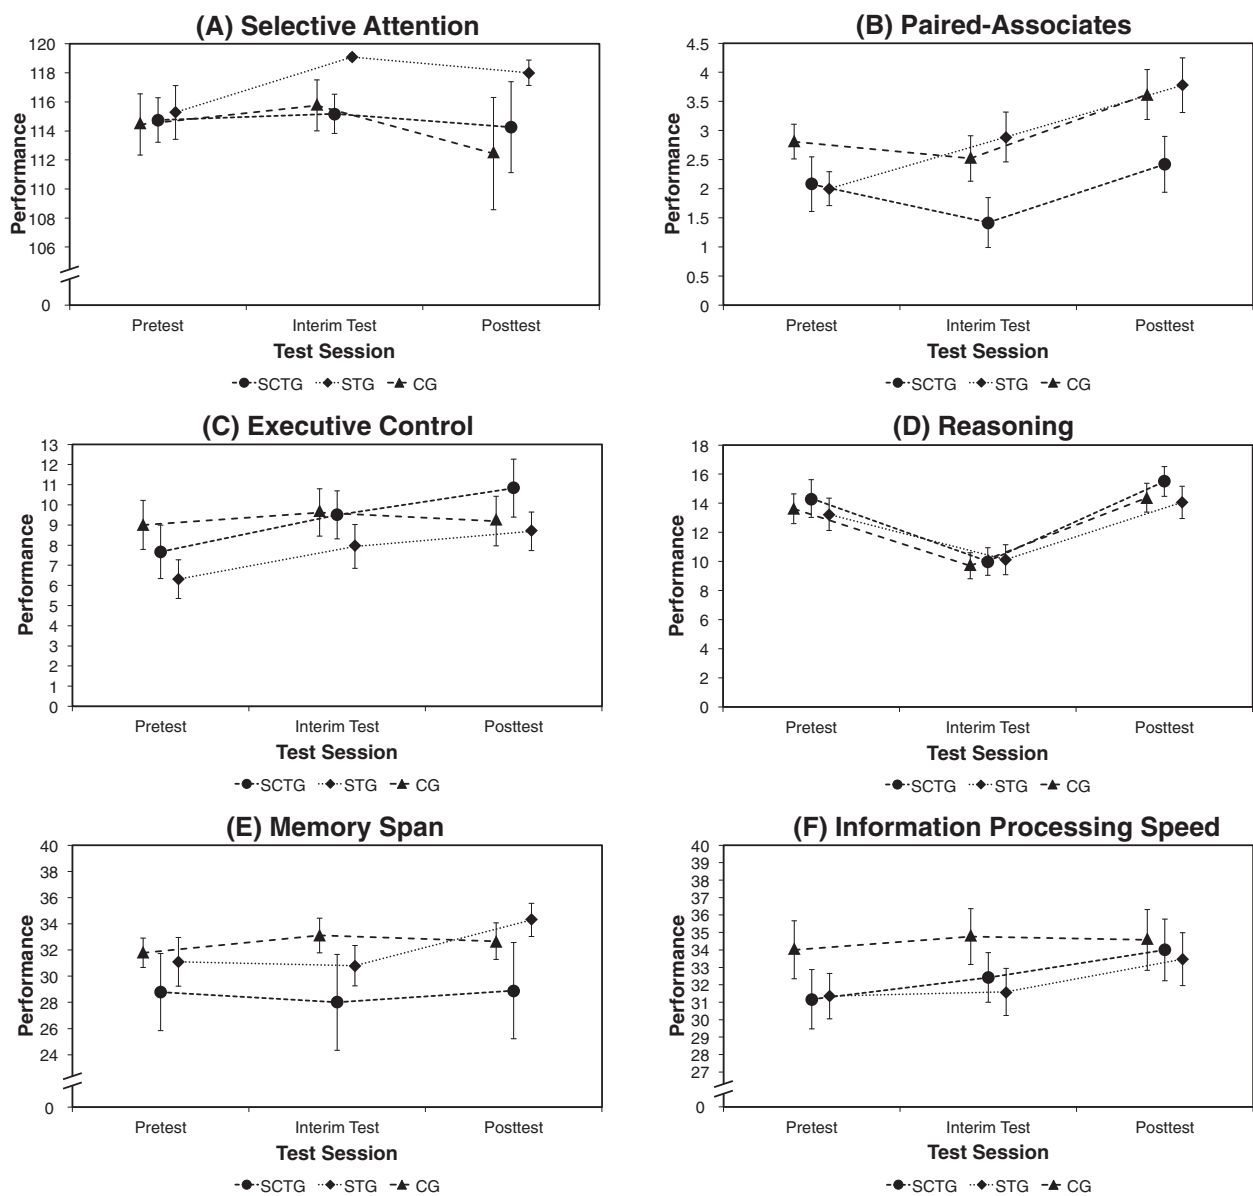 (A) Selective Attention
120
118
116
114
112
110
108
106
0
Performance
Pretest Interim Test Posttest
Test Session
SCTG STG CG
(B) Paired-Associates
4.5
4
3.5
3
2.5
2
1.5
1
0.5
0
Performance
Pretest Interim Test Posttest
Test Session
SCTG STG CG
(C) Executive Control
13
12
11
10
9
8
7
6
5
4
3
2
1
0
Performance
Pretest Interim Test Posttest
Test Session
SCTG STG CG
(D) Reasoning
18
16
14
12
10
8
6
4
2
0
Performance
Pretest Interim Test Posttest
Test Session
SCTG STG CG
(E) Memory Span
40
38
36
34
32
30
28
26
24
0
Performance
Pretest Interim Test Posttest
Test Session
SCTG STG CG
(F) Information Processing Speed
40
39
38
37
36
35
34
33
32
31
30
29
28
27
0
Performance
Pretest Interim Test Posttest
Test Session
SCTG STG CG